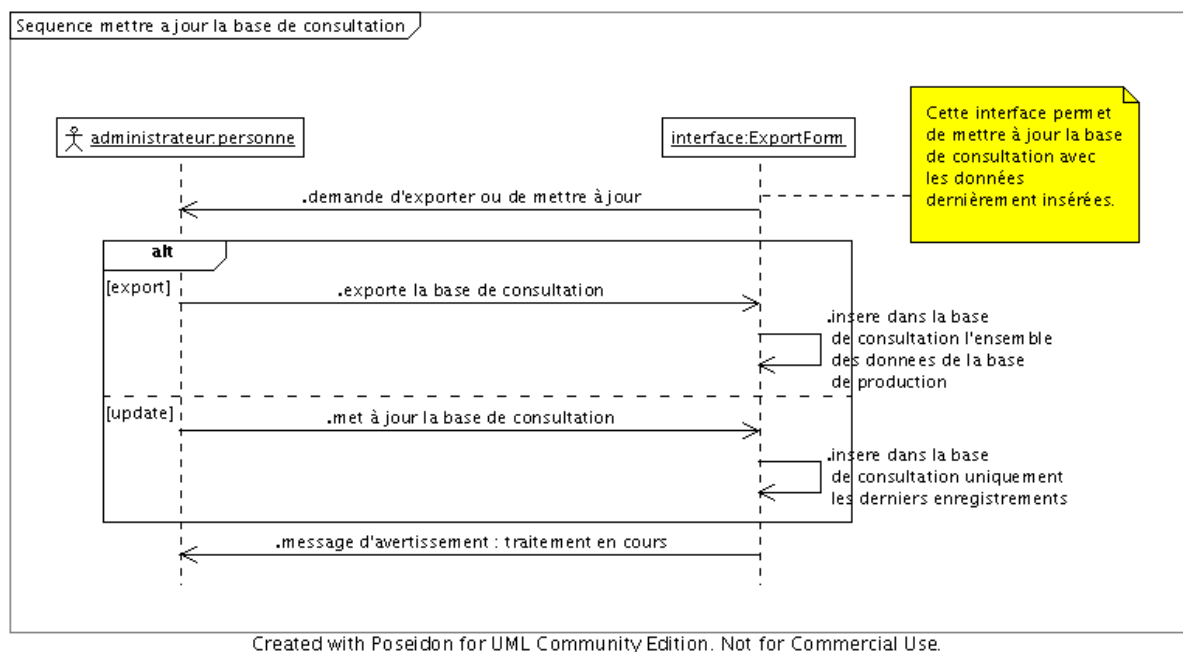 Sequence mettre a jour la base de consultation
Cette interface permet
de mettre à jour la base
de consultation avec
les données
dernièrement insérées.
administrateur:personne
interface:ExportForm
.demande d'exporter ou de mettre à jour
alt
[export]
.exporte la base de consultation
.insere dans la base
de consultation l'ensemble
des donnees de la base
de production
[update]
.met à jour la base de consultation
.insere dans la base
de consultation uniquement
les derniers enregistrements
.message d'avertissement : traitement en cours
Created with Poseidon for UML Community Edition. Not for Commercial Use.